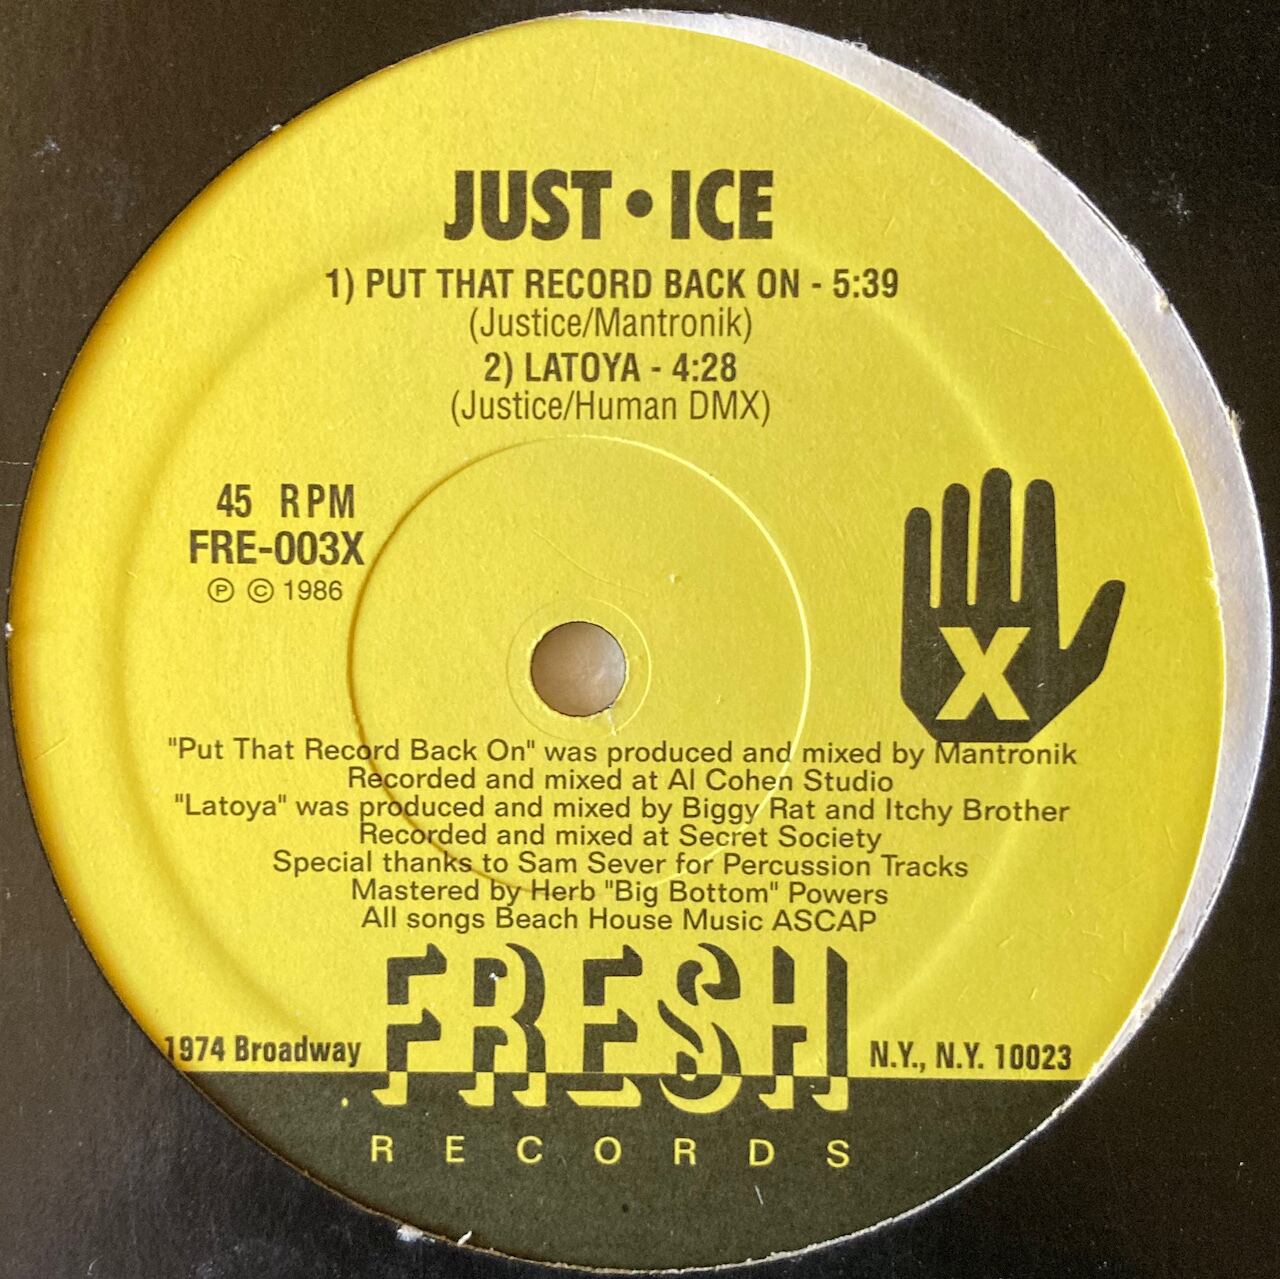 JUST • ICE
1) PUT THAT RECORD BACK ON - 5:39
(Justice/Mantronik)
2) LATOYA - 4:28
(Justice/Human DMX)
45 RPM
FRE-003X
℗ © 1986
X
"Put That Record Back On" was produced and mixed by Mantronik
Recorded and mixed at Al Cohen Studio
"Latoya" was produced and mixed by Biggy Rat and Itchy Brother
Recorded and mixed at Secret Society
Special thanks to Sam Sever for Percussion Tracks
Mastered by Herb "Big Bottom" Powers
All songs Beach House Music ASCAP
FRESH
1974 Broadway
N.Y., N.Y. 10023
RECORDS